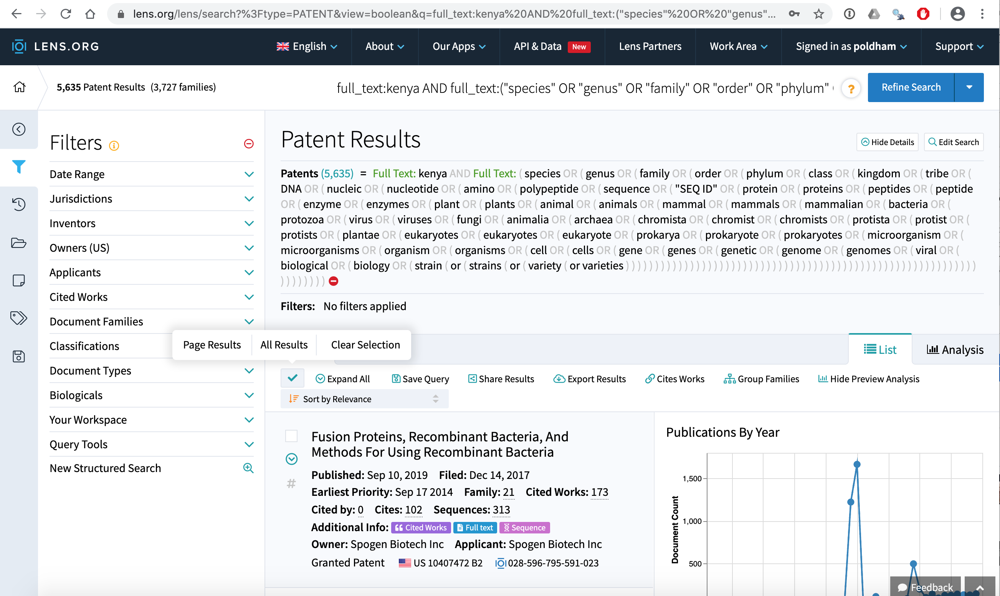 lens.org/lens/search?%3Ftype=PATENT&view=boolean&q=full_text:kenya%20AND%20full_text:("species"%20OR%20"genus"...
LENS.ORG
English
About
Our Apps
API & Data New
Lens Partners
Work Area
Signed in as poldham
Support
5,635 Patent Results (3,727 families)
full_text:kenya AND full_text:("species" OR "genus" OR "family" OR "order" OR "phylum"
?
Refine Search
Filters
Date Range
Jurisdictions
Inventors
Owners (US)
Applicants
Cited Works
Document Families
Classifications
Document Types
Biologicals
Your Workspace
Query Tools
New Structured Search
Patent Results
Hide Details
Edit Search
Patents (5,635) = Full Text: kenya AND Full Text: ( species OR ( genus OR ( family OR ( order OR ( phylum OR ( class OR ( kingdom OR ( tribe OR (
DNA OR ( nucleic OR ( nucleotide OR ( amino OR ( polypeptide OR ( sequence OR ( "SEQ ID" OR ( protein OR ( proteins OR ( peptides OR ( peptide
OR ( enzyme OR ( enzymes OR ( plant OR ( plants OR ( animal OR ( animals OR ( mammal OR ( mammals OR ( mammalian OR ( bacteria OR (
protozoa OR ( virus OR ( viruses OR ( fungi OR ( animalia OR ( archaea OR ( chromista OR ( chromist OR ( chromists OR ( protista OR ( protist OR (
protists OR ( plantae OR ( eukaryotes OR ( eukaryotes OR ( eukaryote OR ( prokarya OR ( prokaryote OR ( prokaryotes OR ( microorganism OR (
microorganisms OR ( organism OR ( organisms OR ( cell OR ( cells OR ( gene OR ( genes OR ( genetic OR ( genome OR ( genomes OR ( viral OR (
biological OR ( biology OR ( strain ( or ( strains ( or ( variety ( or varieties ) ) ) ) ) ) ) ) ) ) ) ) ) ) ) ) ) ) ) ) ) ) ) ) ) ) ) ) ) ) ) ) ) ) ) ) ) ) ) ) ) ) ) ) ) ) ) ) ) ) ) ) ) ) ) ) ) ) ) )
) ) ) ) ) ) ) )
Filters: No filters applied
Page Results
All Results
Clear Selection
List
Analysis
Expand All
Save Query
Share Results
Export Results
Cites Works
Group Families
Hide Preview Analysis
Sort by Relevance
Fusion Proteins, Recombinant Bacteria, And
Methods For Using Recombinant Bacteria
#
Published: Sep 10, 2019 Filed: Dec 14, 2017
Earliest Priority: Sep 17 2014 Family: 21 Cited Works: 173
Cited by: 0 Cites: 102 Sequences: 313
Additional Info: Cited Works Full text Sequence
Owner: Spogen Biotech Inc Applicant: Spogen Biotech Inc
Granted Patent US 10407472 B2 028-596-795-591-023
Publications By Year
Document Count
1,500
1,000
500
Feedback